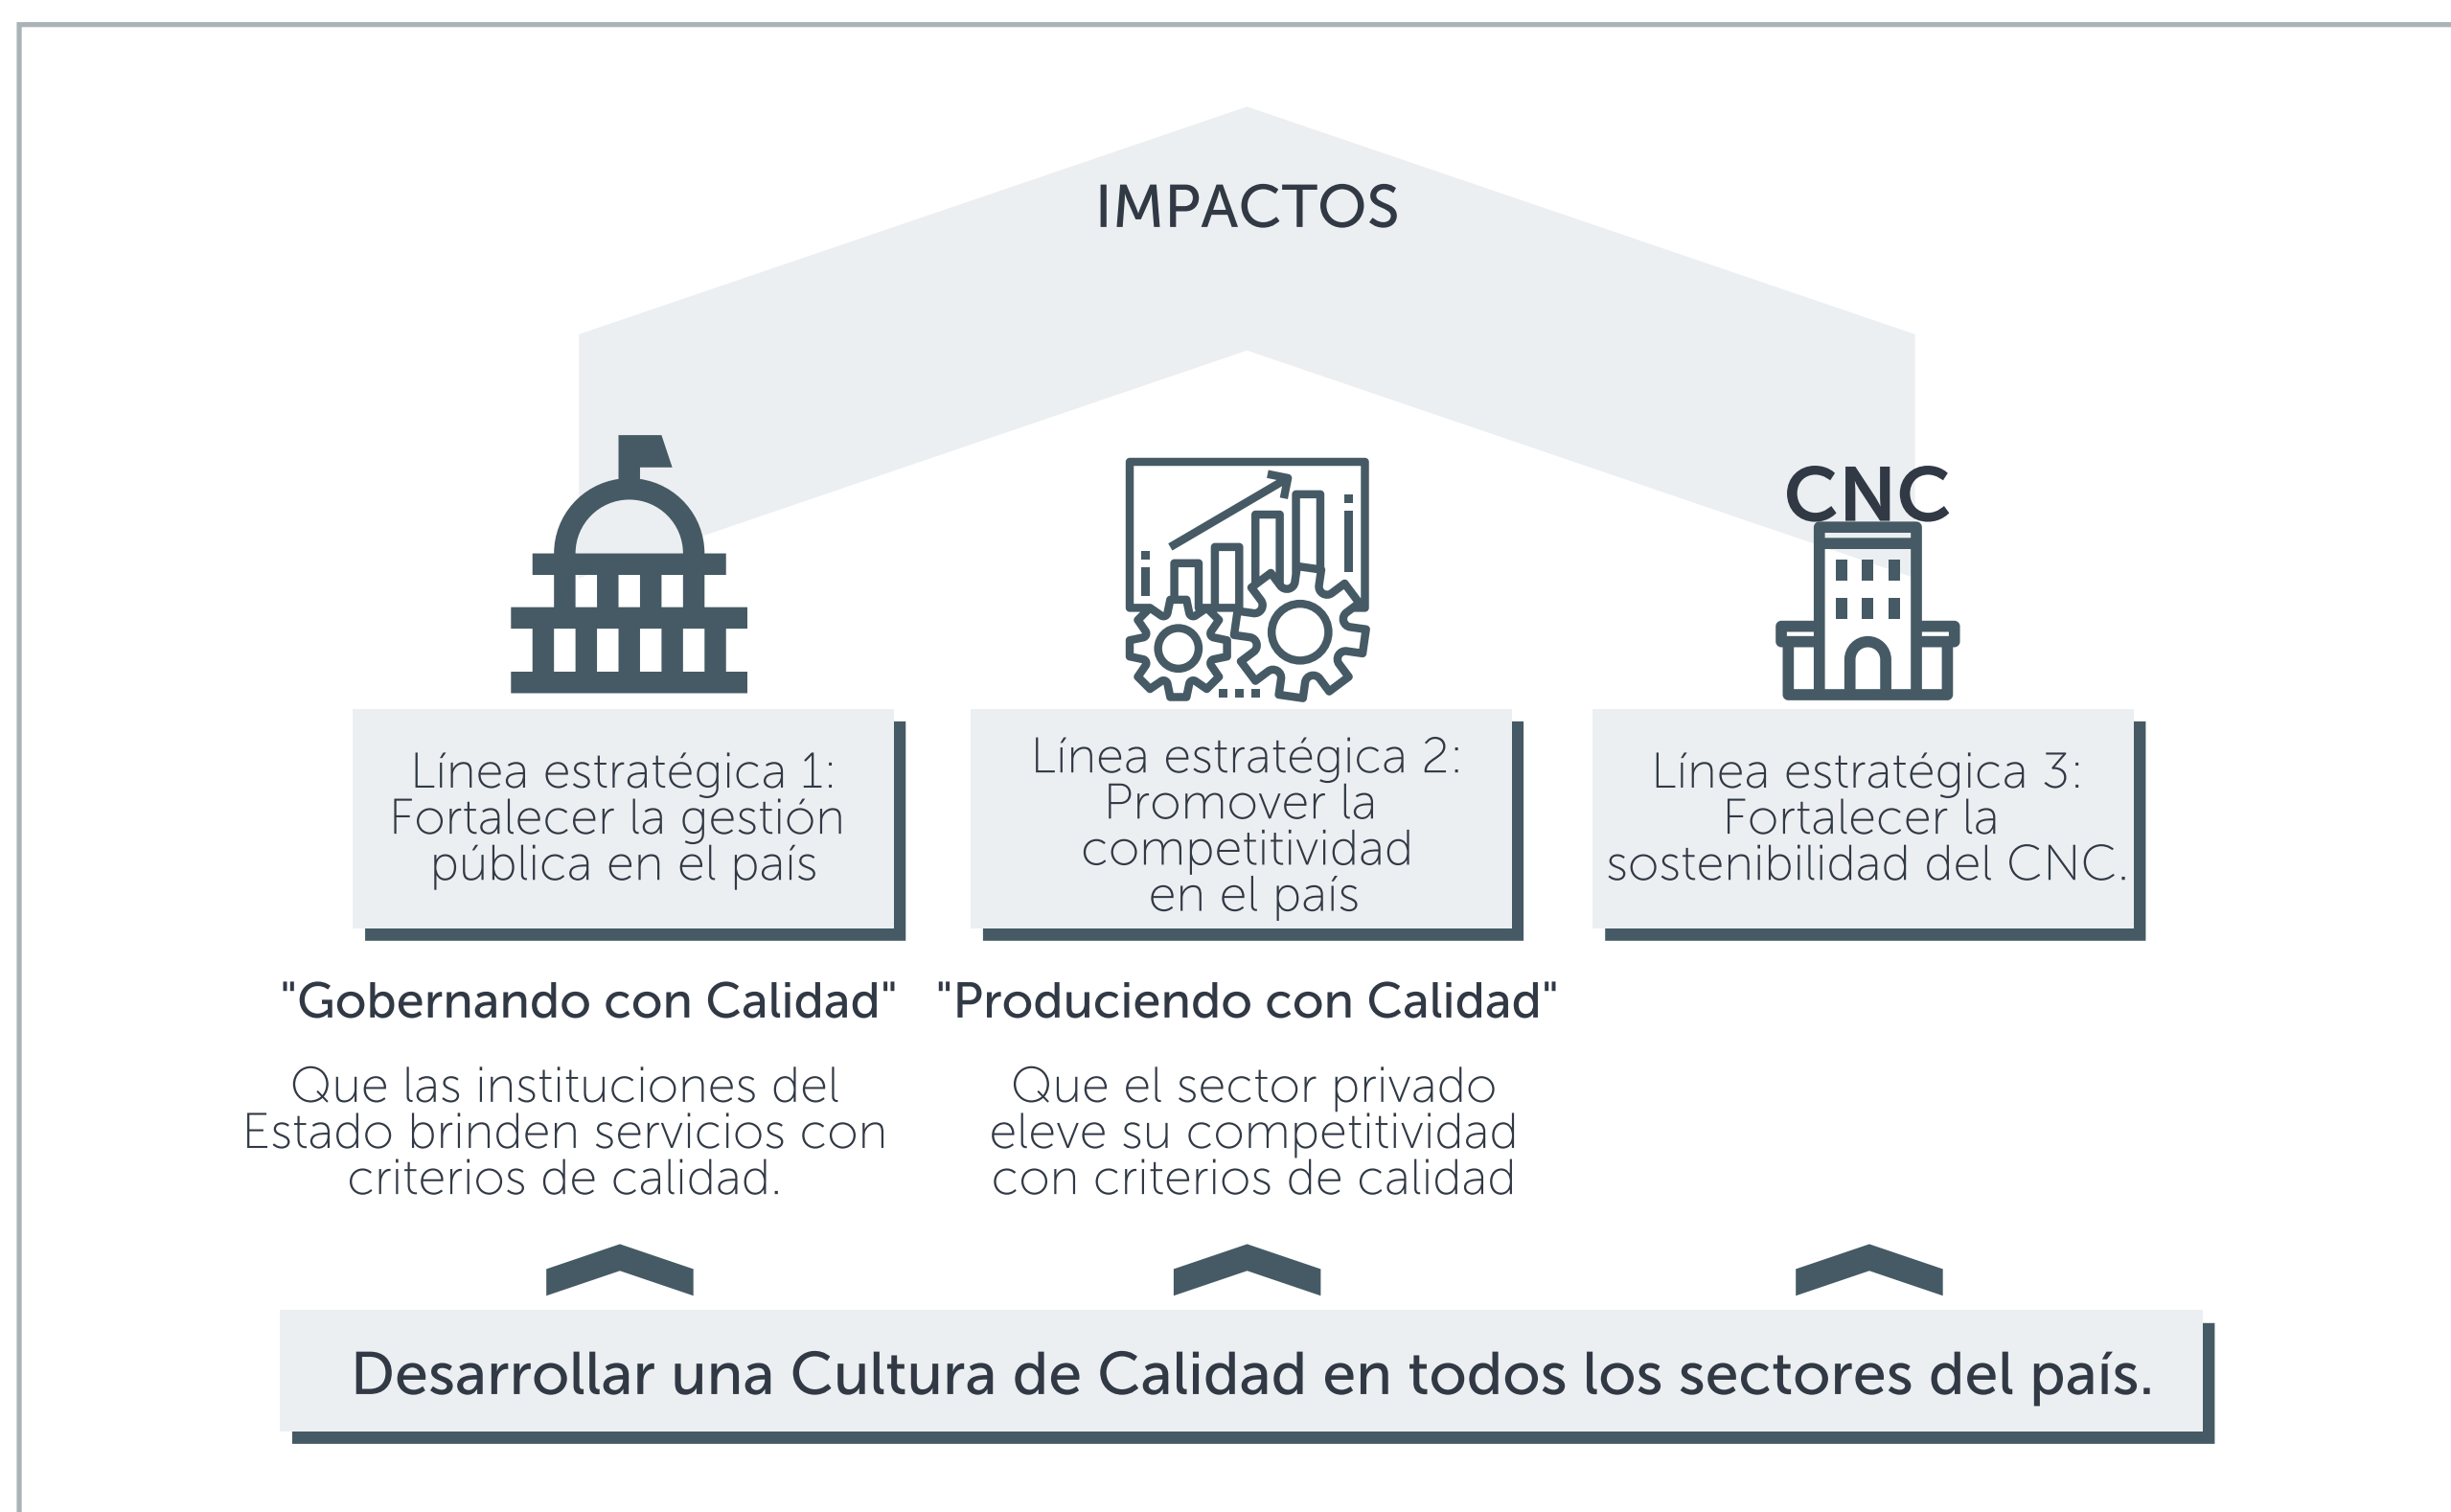 IMPACTOS
CNC
Línea estratégica 1:
Fortalecer la gestión
pública en el país
Línea estratégica 2:
Promover la
competitividad
en el país
Línea estratégica 3:
Fortalecer la
sostenibilidad del CNC.
"Gobernando con Calidad"
Que las instituciones del
Estado brinden servicios con
criterios de calidad.
"Produciendo con Calidad"
Que el sector privado
eleve su competitividad
con criterios de calidad
Desarrollar una Cultura de Calidad en todos los sectores del país.